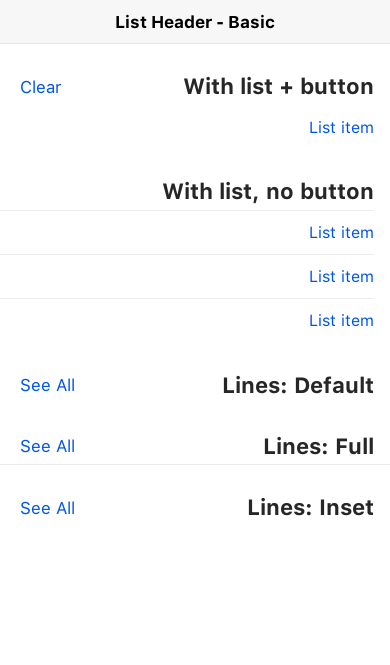 List Header - Basic
With list + button Clear
List item
With list, no button
List item
List item
List item
Lines: Default See All
Lines: Full See All
Lines: Inset See All